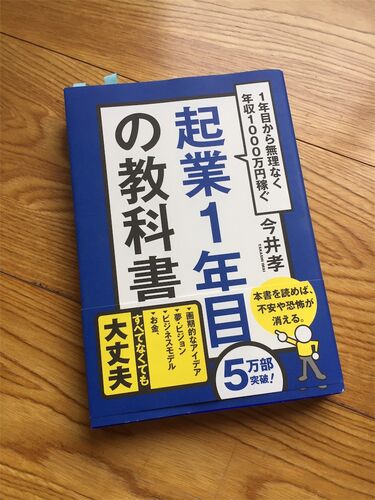 1年目から無理なく
年収1000万円稼ぐ
起業1年目
の教科書
今井孝
TAKASHI IMAI
本書を読めば、
不安や恐怖が
消える。
・画期的なアイデア
・夢・ビジョン
・ビジネスモデル
・お金、
すべてなくても
大丈夫
5万部
突破!